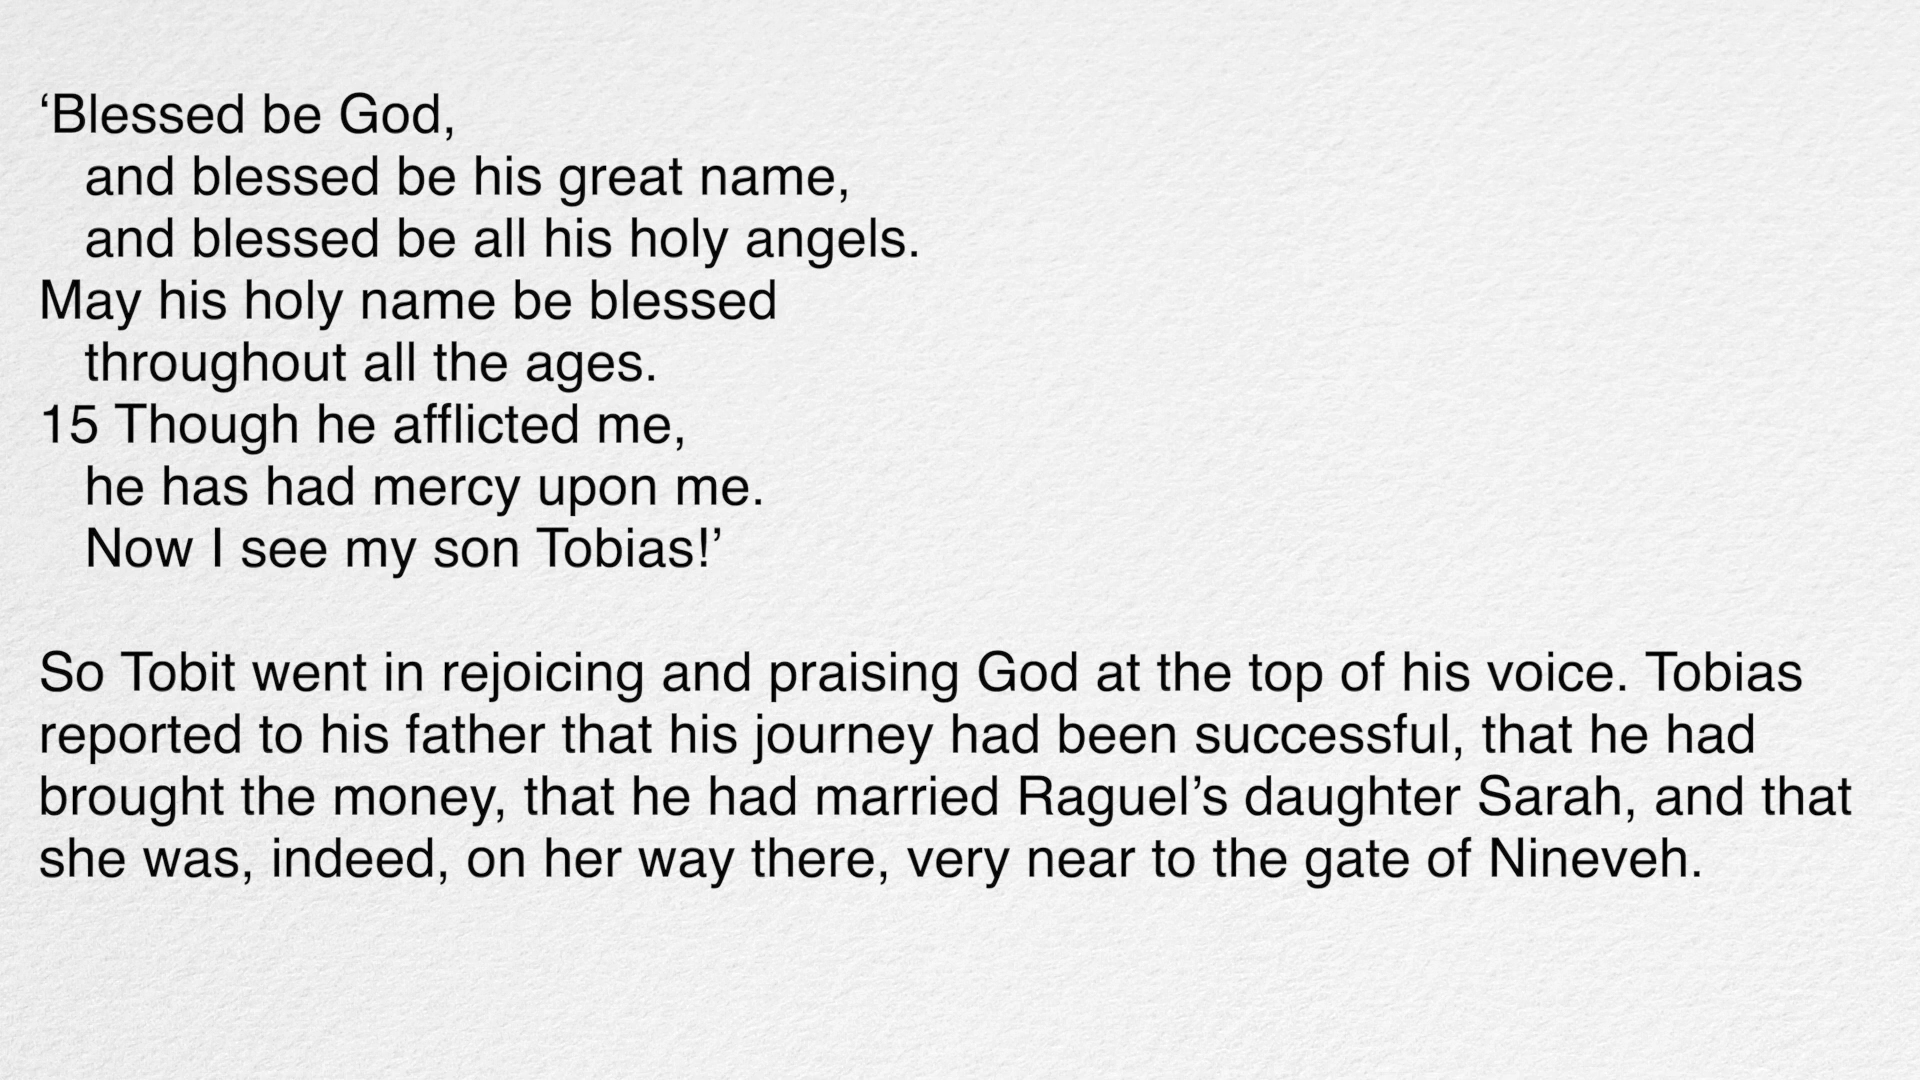 ‘Blessed be God,
and blessed be his great name,
and blessed be all his holy angels.
May his holy name be blessed
throughout all the ages.
15 Though he afflicted me,
he has had mercy upon me.
Now I see my son Tobias!’
So Tobit went in rejoicing and praising God at the top of his voice. Tobias
reported to his father that his journey had been successful, that he had
brought the money, that he had married Raguel’s daughter Sarah, and that
she was, indeed, on her way there, very near to the gate of Nineveh.